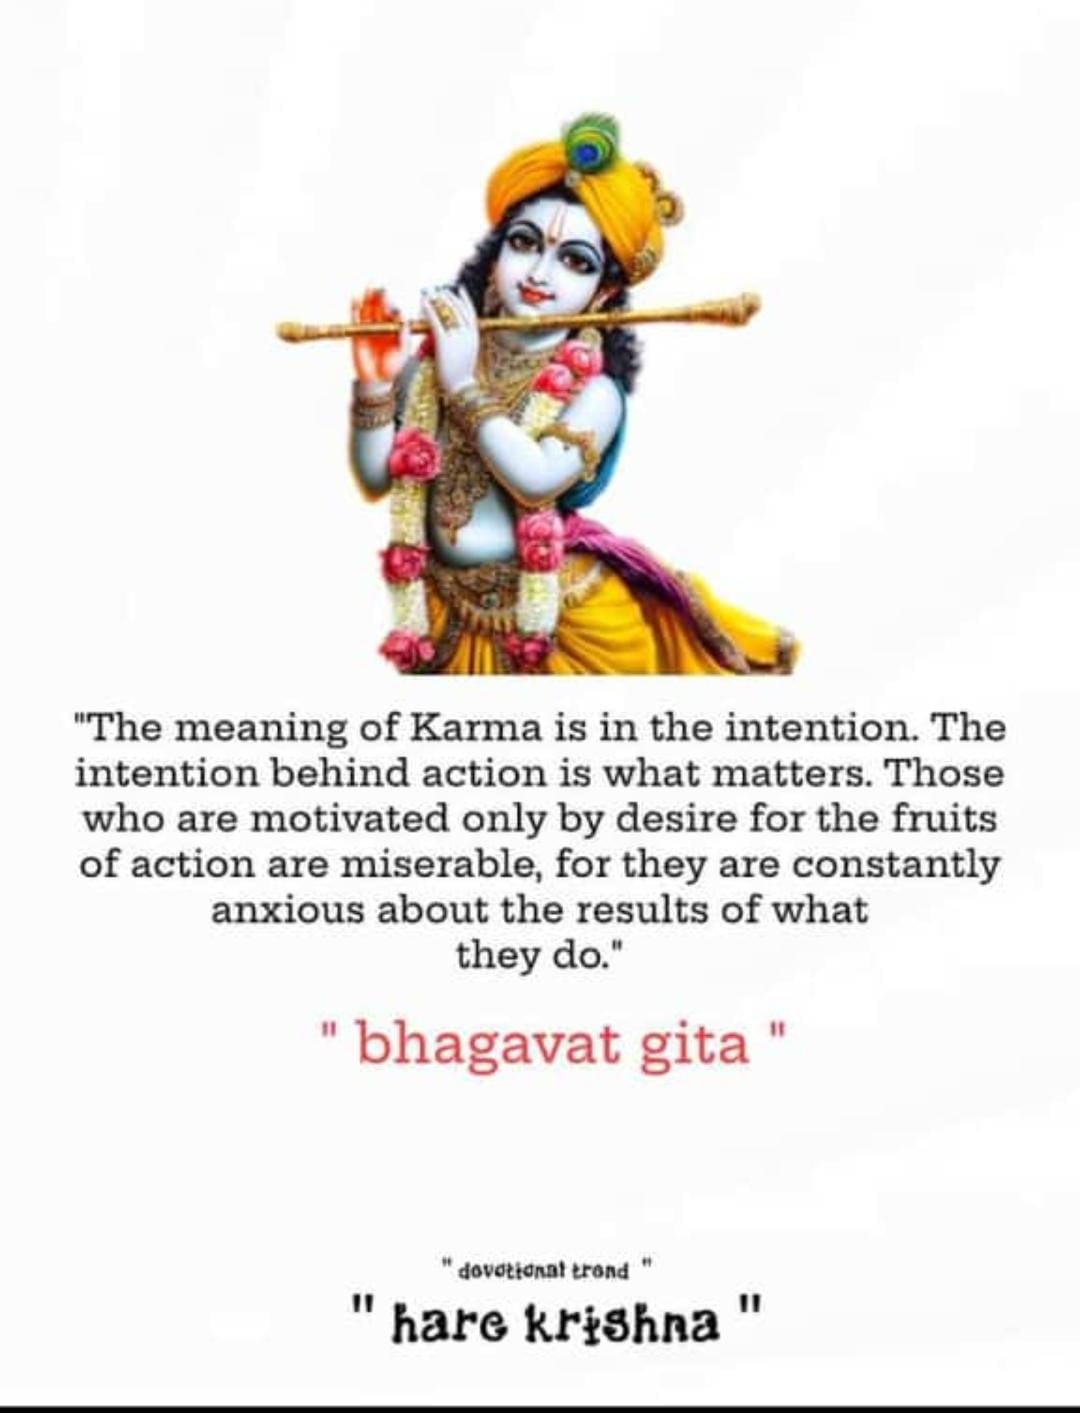 "The meaning of Karma is in the intention. The
intention behind action is what matters. Those
who are motivated only by desire for the fruits
of action are miserable, for they are constantly
anxious about the results of what
they do."
" bhagavat gita "
" devotional trend "
" hare krishna "